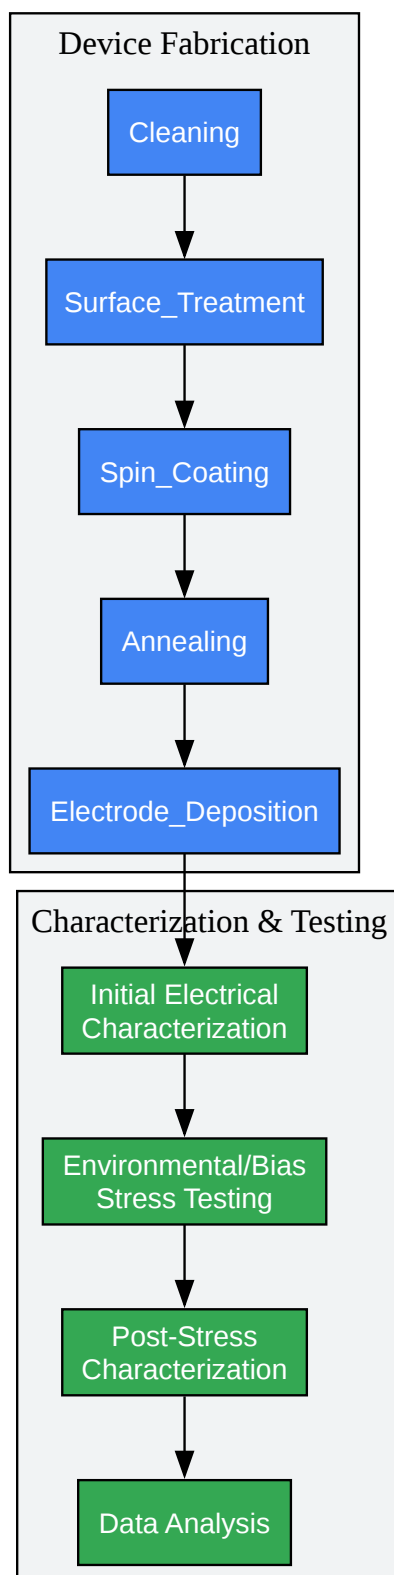 Device Fabrication
Cleaning
Surface_Treatment
Spin_Coating
Annealing
Electrode_Deposition
Characterization & Testing
Initial Electrical
Characterization
Environmental/Bias
Stress Testing
Post-Stress
Characterization
Data Analysis